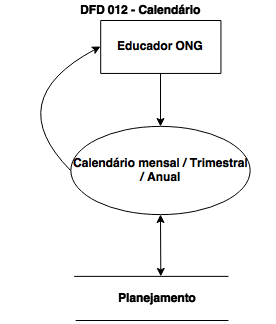 DFD 012 - Calendário
Educador ONG
Calendário mensal / Trimestral
/ Anual
Planejamento